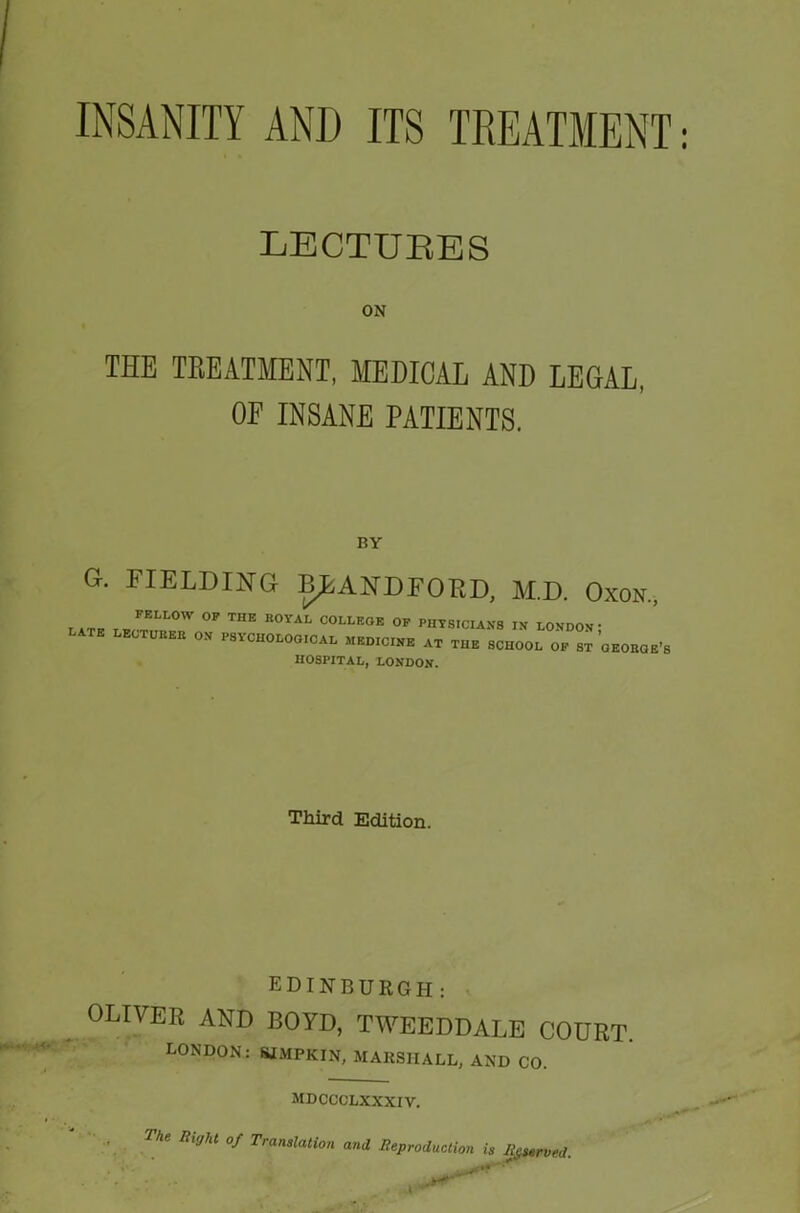 INSANITY AND ITS TREATMENT:
LECTURES
ON
THE TREATMENT, MEDICAL AND LEGAL,
OF INSANE PATIENTS.
BY
G. FIELDING BLANDFORD, M.D. OXON.,
FELLOW OF THE ROYAL COLLEGE OF PHYSICIANS IN LONDON;
LATE LECTURER ON PSYCHOLOGICAL MEDICINE AT THE SCHOOL OF ST GEORGE'S
HOSPITAL, LONDON.
Third Edition.
EDINBURGH:
OLIVER AND BOYD, TWEEDDALE COURT.
LONDON: SIMPKIN, MARSHALL, AND CO.
MDCCCLXXXIV.
The Right of Translation and Reproduction is Reserved.